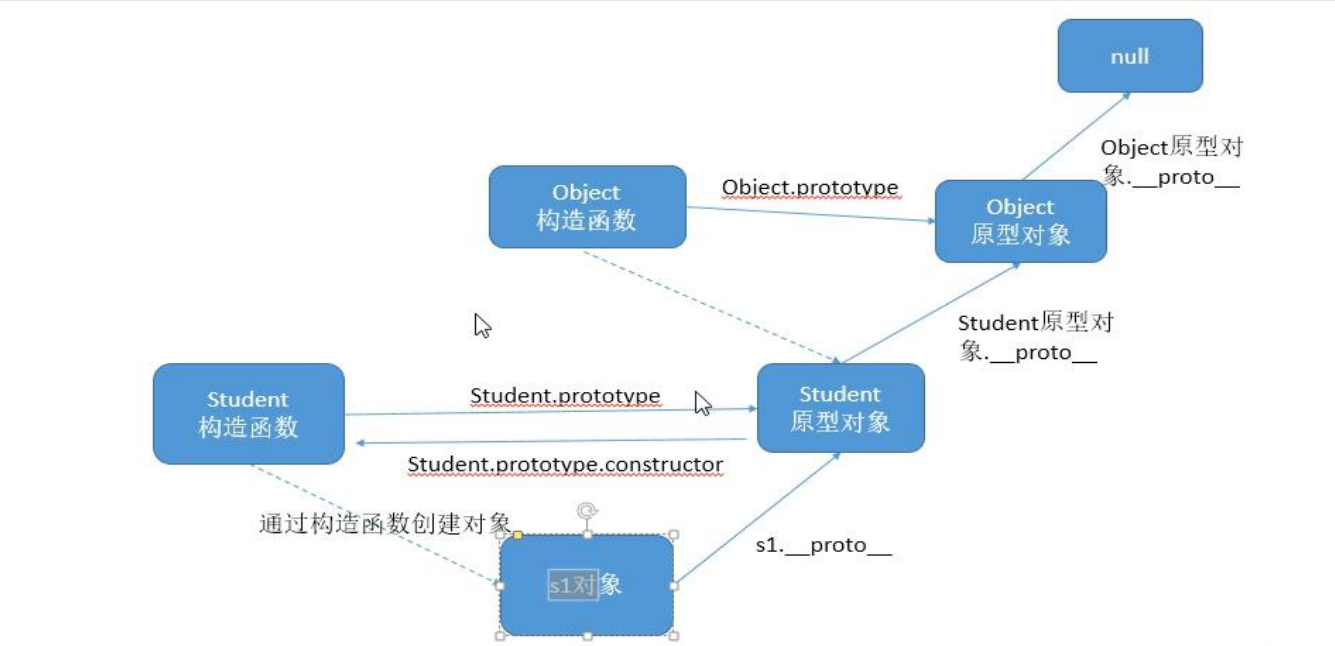 null
Object原型对
象.__proto__
Object
构造函数
Object.prototype
Object
原型对象
Student原型对
象.__proto__
Student
构造函数
Student.prototype
Student
原型对象
Student.prototype.constructor
通过构造函数创建对象
s1对象
s1.__proto__